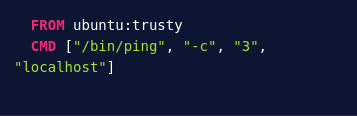 FROM ubuntu:trusty
CMD ["/bin/ping", "-c", "3",
"localhost"]